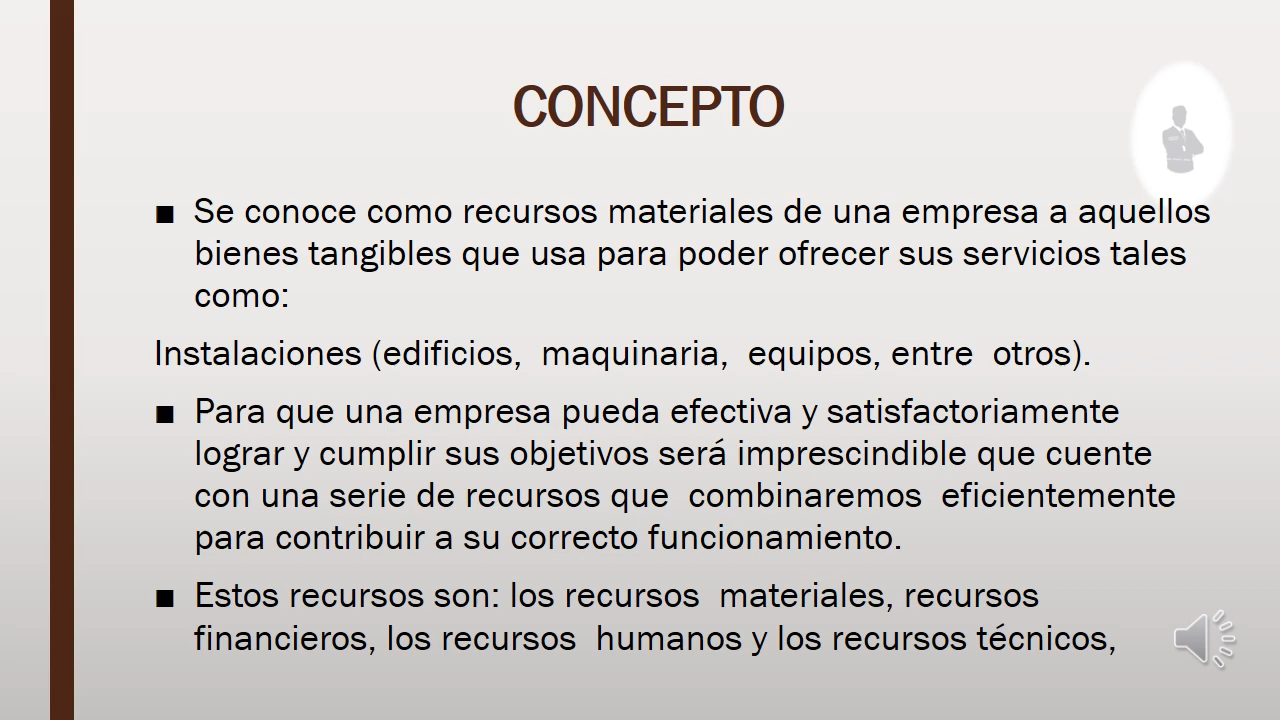 CONCEPTO
▪ Se conoce como recursos materiales de una empresa a aquellos
bienes tangibles que usa para poder ofrecer sus servicios tales
como:
Instalaciones (edificios,  maquinaria,  equipos, entre  otros).
▪ Para que una empresa pueda efectiva y satisfactoriamente
lograr y cumplir sus objetivos será imprescindible que cuente
con una serie de recursos que  combinaremos  eficientemente
para contribuir a su correcto funcionamiento.
▪ Estos recursos son: los recursos  materiales, recursos
financieros, los recursos  humanos y los recursos técnicos,